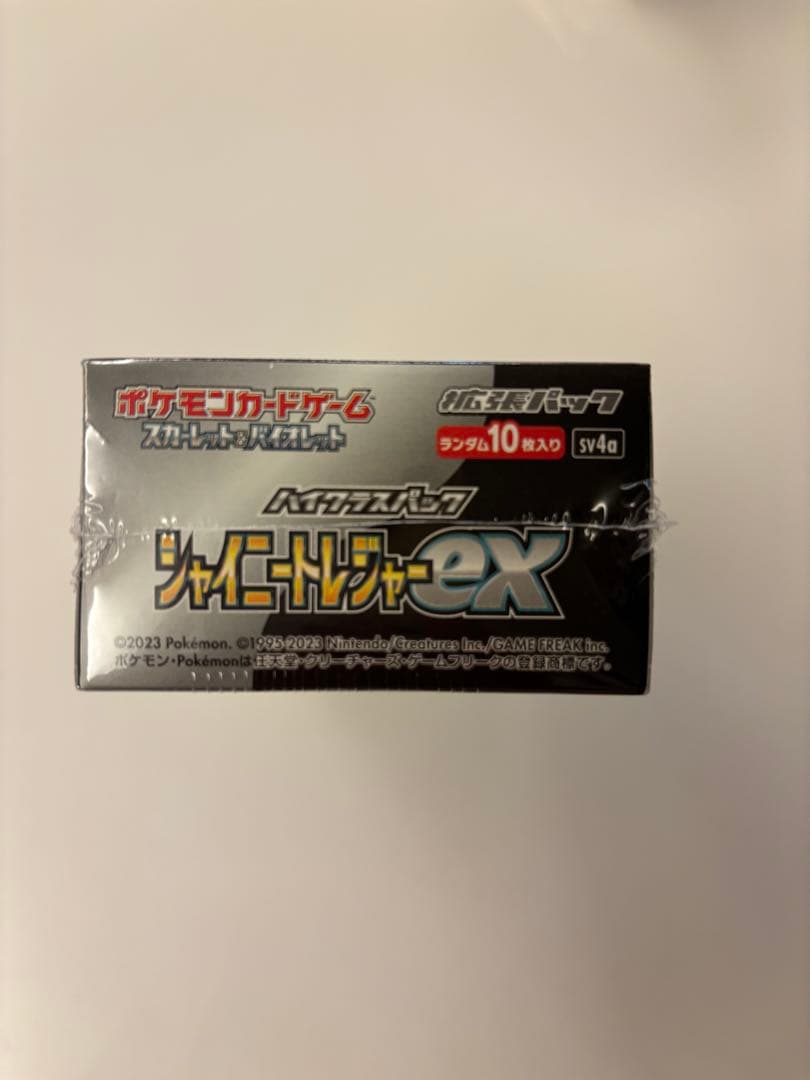 ポケモンカードゲーム 拡張パック
スカーレット&バイオレット ランダム10枚入り sv4a
ハイクラスパック
シャイニートレジャーex
©2023 Pokémon. ©1995-2023 Nintendo/Creatures Inc./GAME FREAK inc.
ポケモン・Pokémonは任天堂・クリーチャーズ・ゲームフリークの登録商標です。